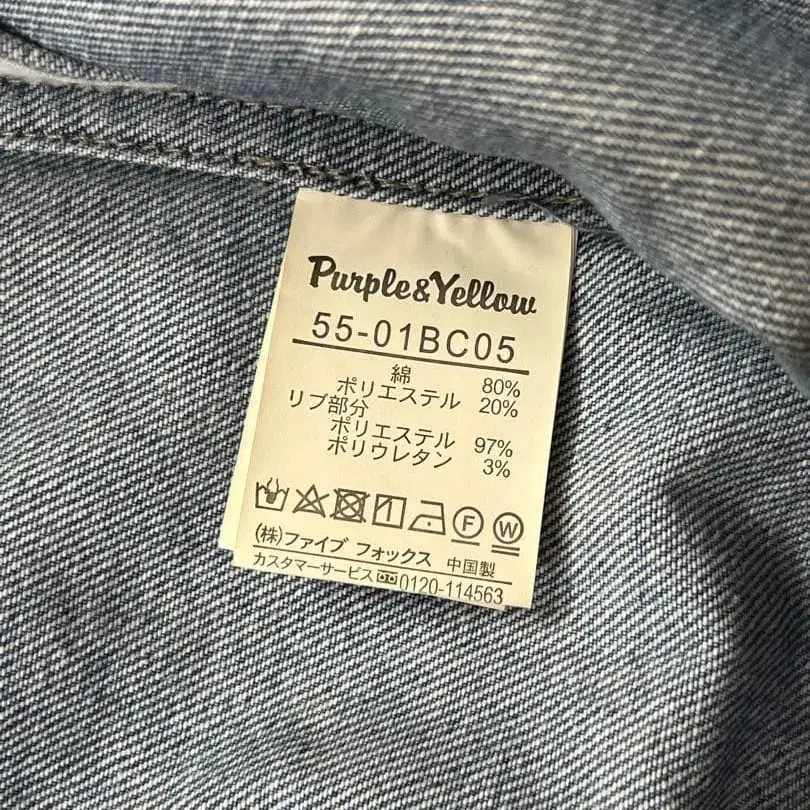 Purple&Yellow
55-01BC05
綿 80%
ポリエステル 20%
リブ部分
ポリエステル 97%
ポリウレタン 3%
F W
(株)ファイブ フォックス 中国製
カスタマーサービス 0120-114563